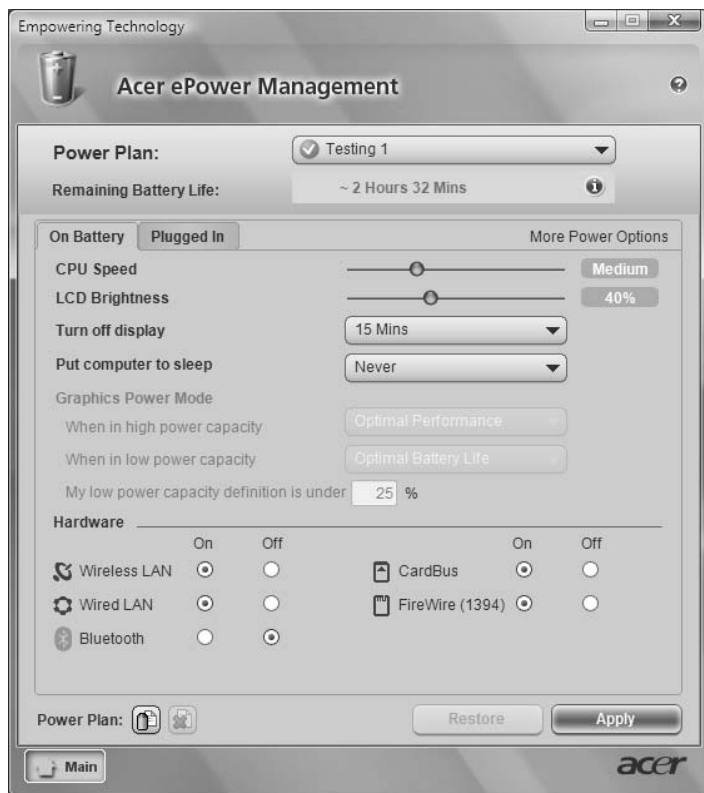 Empowering Technology
Acer ePower Management
Power Plan: Testing 1
Remaining Battery Life: ~ 2 Hours 32 Mins
On Battery Plugged In More Power Options
CPU Speed Medium
LCD Brightness 40%
Turn off display 15 Mins
Put computer to sleep Never
Graphics Power Mode
When in high power capacity Optimal Performance
When in low power capacity Optimal Battery Life
My low power capacity definition is under 25 %
Hardware
On Off On Off
Wireless LAN CardBus
Wired LAN FireWire (1394)
Bluetooth
Power Plan: Restore Apply
Main acer